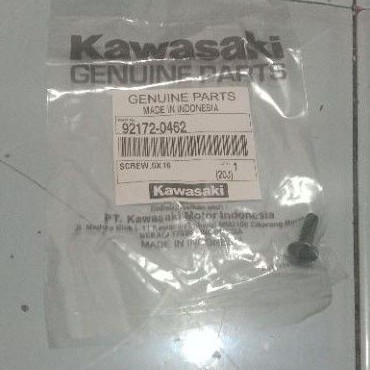 Kawasaki
GENUINE PARTS
GENUINE PARTS
MADE IN INDONESIA
92172-0462
SCREW,6X16
1
(20J)
Kawasaki
PT. Kawasaki Motor Indonesia
MADE IN INDONESIA